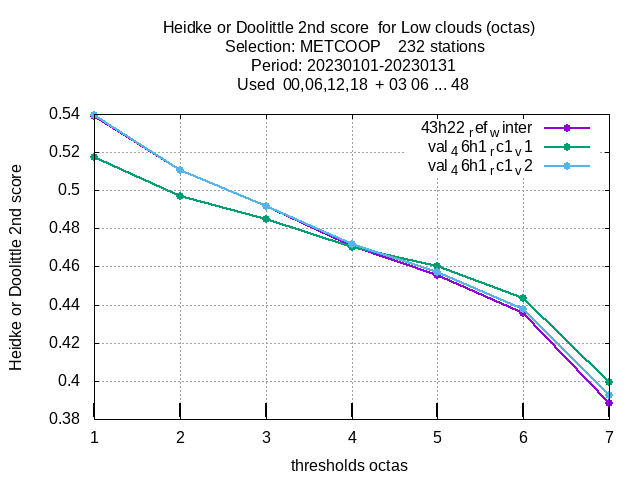 Heidke or Doolittle 2nd score  for Low clouds (octas)
Selection: METCOOP    232 stations
Period: 20230101-20230131
Used  00,06,12,18  + 03 06 ... 48
43h22 ref winter
val 4 6h1 r c1 v 1
val 4 6h1 r c1 v 2
0.54
0.52
0.5
0.48
0.46
0.44
0.42
0.4
0.38
Heidke or Doolittle 2nd score
1 2 3 4 5 6 7
thresholds octas